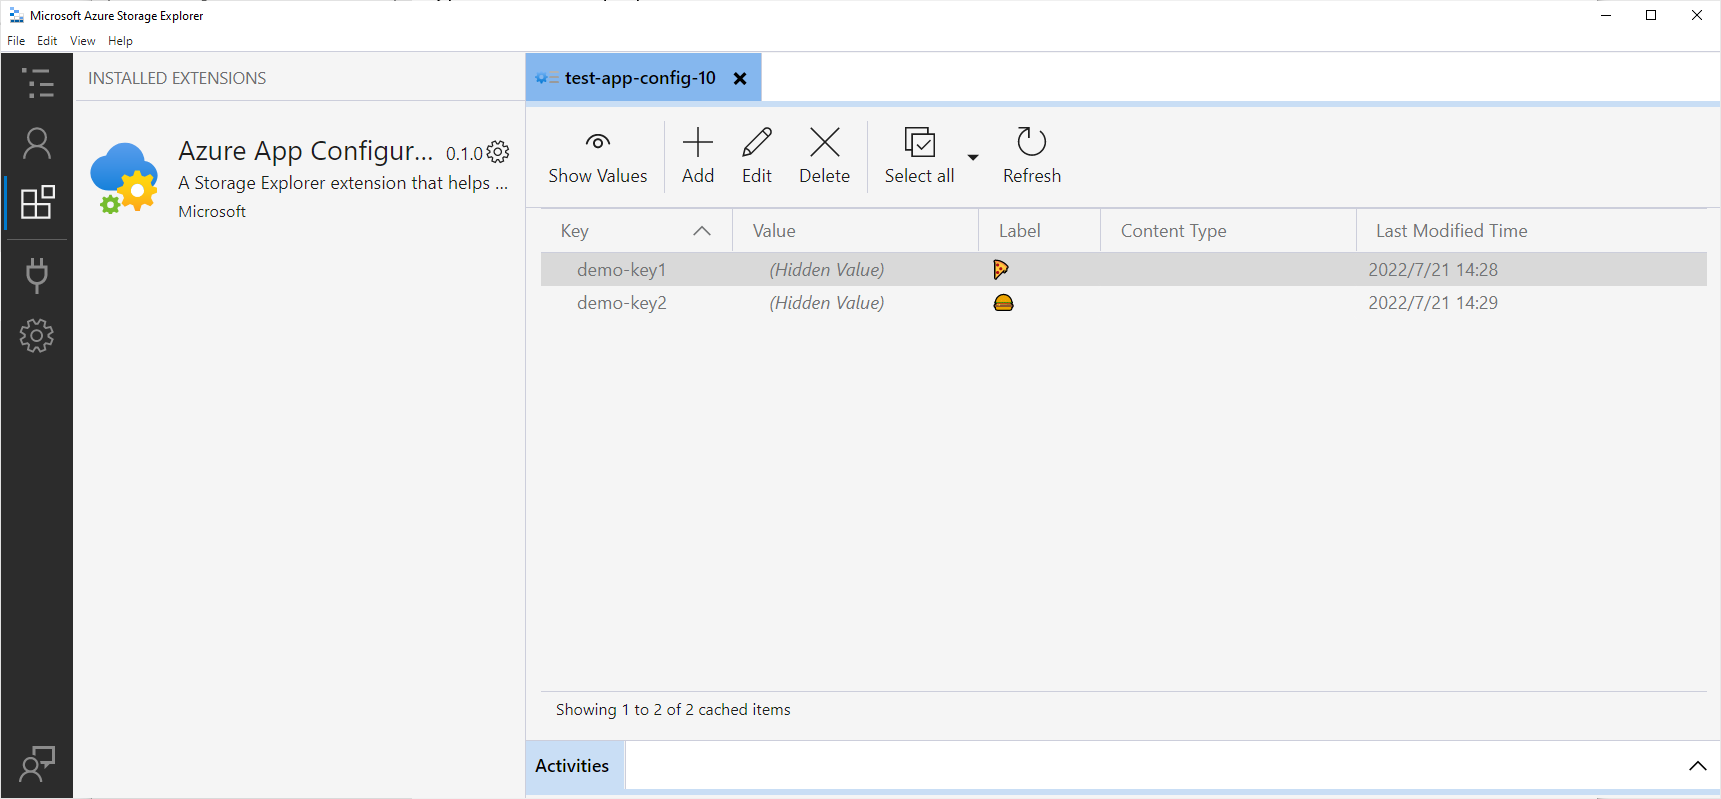 Microsoft Azure Storage Explorer
File Edit View Help
INSTALLED EXTENSIONS
Azure App Configur... 0.1.0
A Storage Explorer extension that helps ...
Microsoft
test-app-config-10
Show Values Add Edit Delete Select all Refresh
Key Value Label Content Type Last Modified Time
demo-key1 (Hidden Value) 🍕 2022/7/21 14:28
demo-key2 (Hidden Value) 🍔 2022/7/21 14:29
Showing 1 to 2 of 2 cached items
Activities